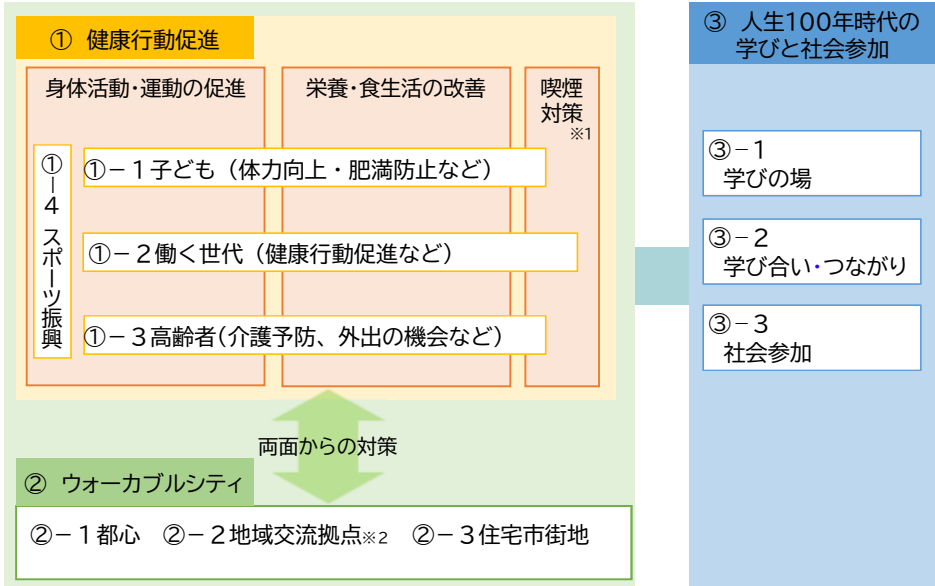 ① 健康行動促進
身体活動・運動の促進
栄養・食生活の改善
喫煙
対策
※1
①－4 スポーツ振興
①－1子ども（体力向上・肥満防止など）
①－2働く世代（健康行動促進など）
①－3高齢者（介護予防、外出の機会など）
両面からの対策
② ウォーカブルシティ
②－1都心　②－2地域交流拠点※2　②－3住宅市街地
③ 人生100年時代の
学びと社会参加
③－1
学びの場
③－2
学び合い・つながり
③－3
社会参加